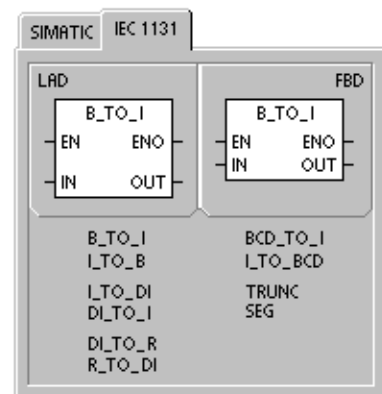 SIMATIC IEC 1131
LAD FBD
B_TO_I B_TO_I
EN ENO EN ENO
IN OUT IN OUT
B_TO_I BCD_TO_I
I_TO_B I_TO_BCD
I_TO_DI TRUNC
DI_TO_I SEG
DI_TO_R
R_TO_DI